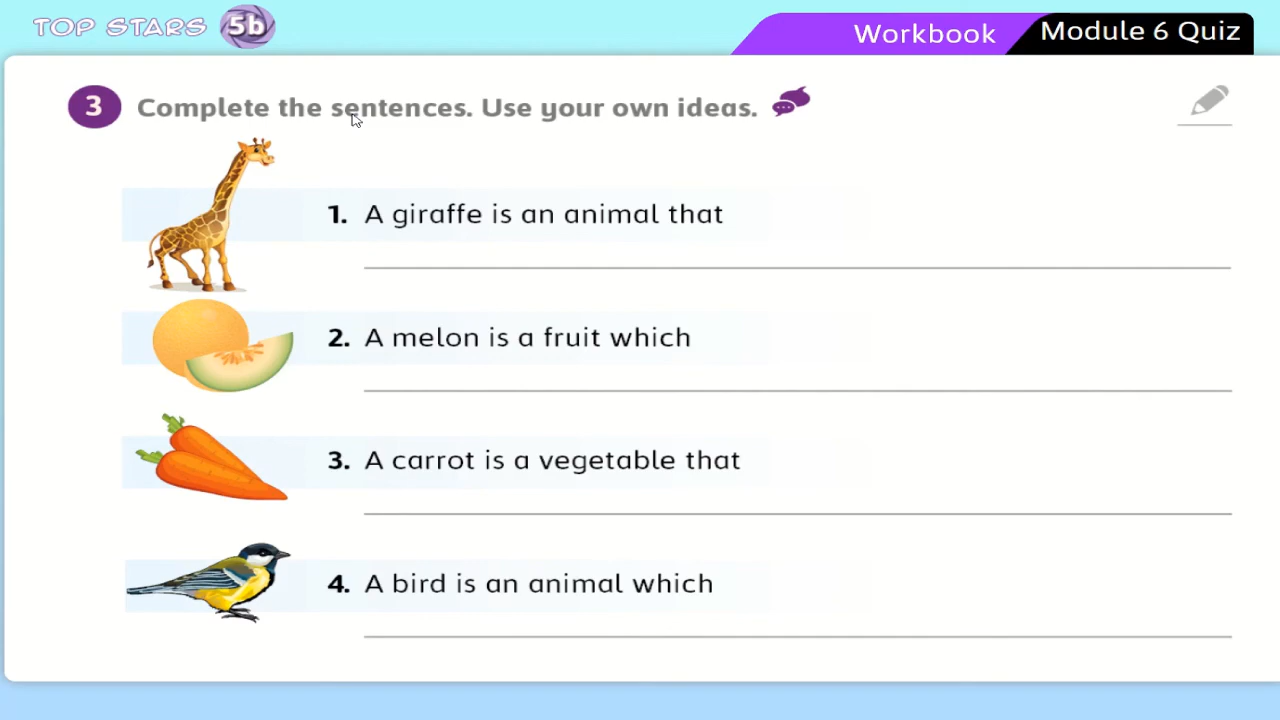 TOP STARS 5b
Workbook
Module 6 Quiz
3 Complete the sentences. Use your own ideas.
1. A giraffe is an animal that
2. A melon is a fruit which
3. A carrot is a vegetable that
4. A bird is an animal which